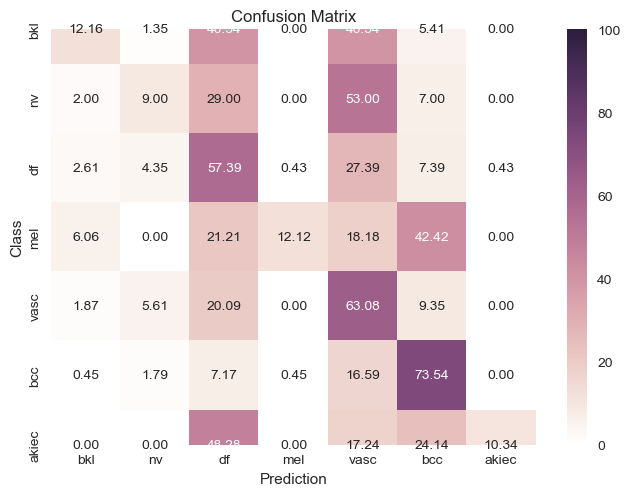 Confusion Matrix
bkl 12.16 1.35 40.54 0.00 40.54 5.41 0.00
nv 2.00 9.00 29.00 0.00 53.00 7.00 0.00
df 2.61 4.35 57.39 0.43 27.39 7.39 0.43
mel 6.06 0.00 21.21 12.12 18.18 42.42 0.00
vasc 1.87 5.61 20.09 0.00 63.08 9.35 0.00
bcc 0.45 1.79 7.17 0.45 16.59 73.54 0.00
akiec 0.00 0.00 48.28 0.00 17.24 24.14 10.34
bkl nv df mel vasc bcc akiec
Prediction
Class
100
80
60
40
20
0